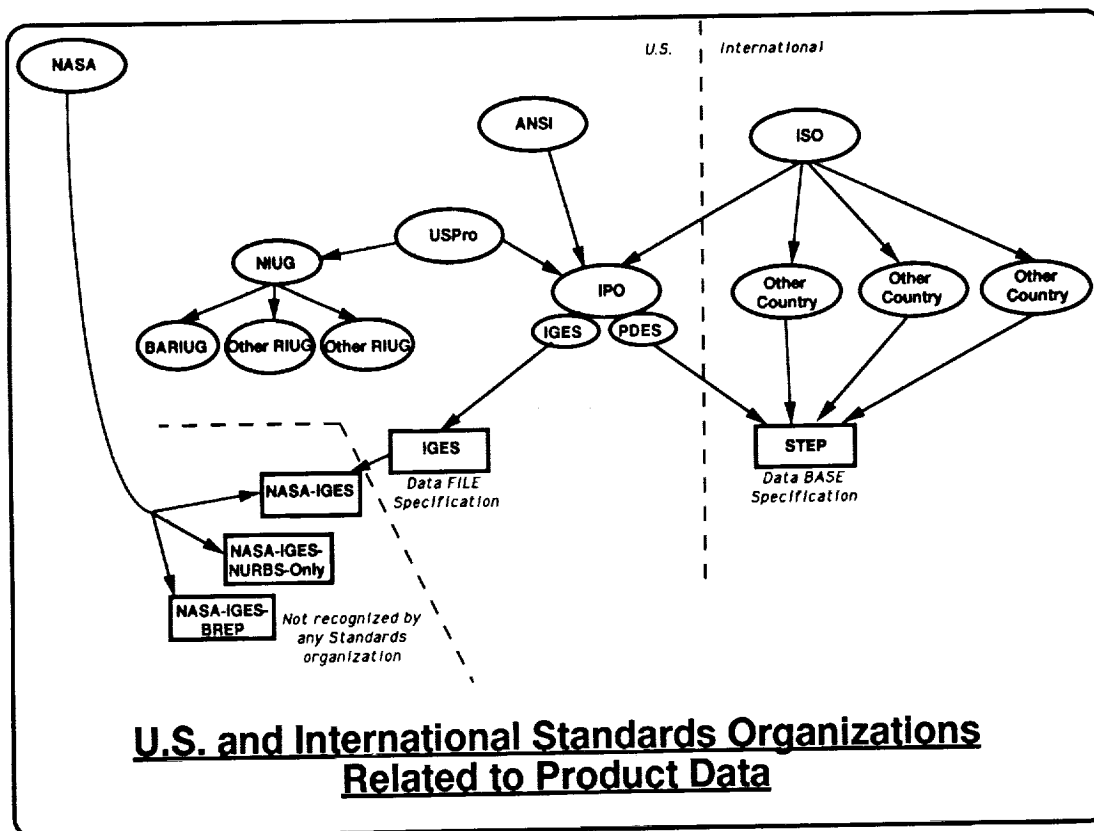 U.S.
International
NASA
ANSI
ISO
USPro
NIUG
IPO
Other
Country
Other
Country
Other
Country
BARIUG
Other RIUG
Other RIUG
IGES
PDES
IGES
Data FILE
Specification
STEP
Data BASE
Specification
NASA-IGES
NASA-IGES-
NURBS-Only
NASA-IGES-
BREP
Not recognized by
any Standards
organization
U.S. and International Standards Organizations
Related to Product Data